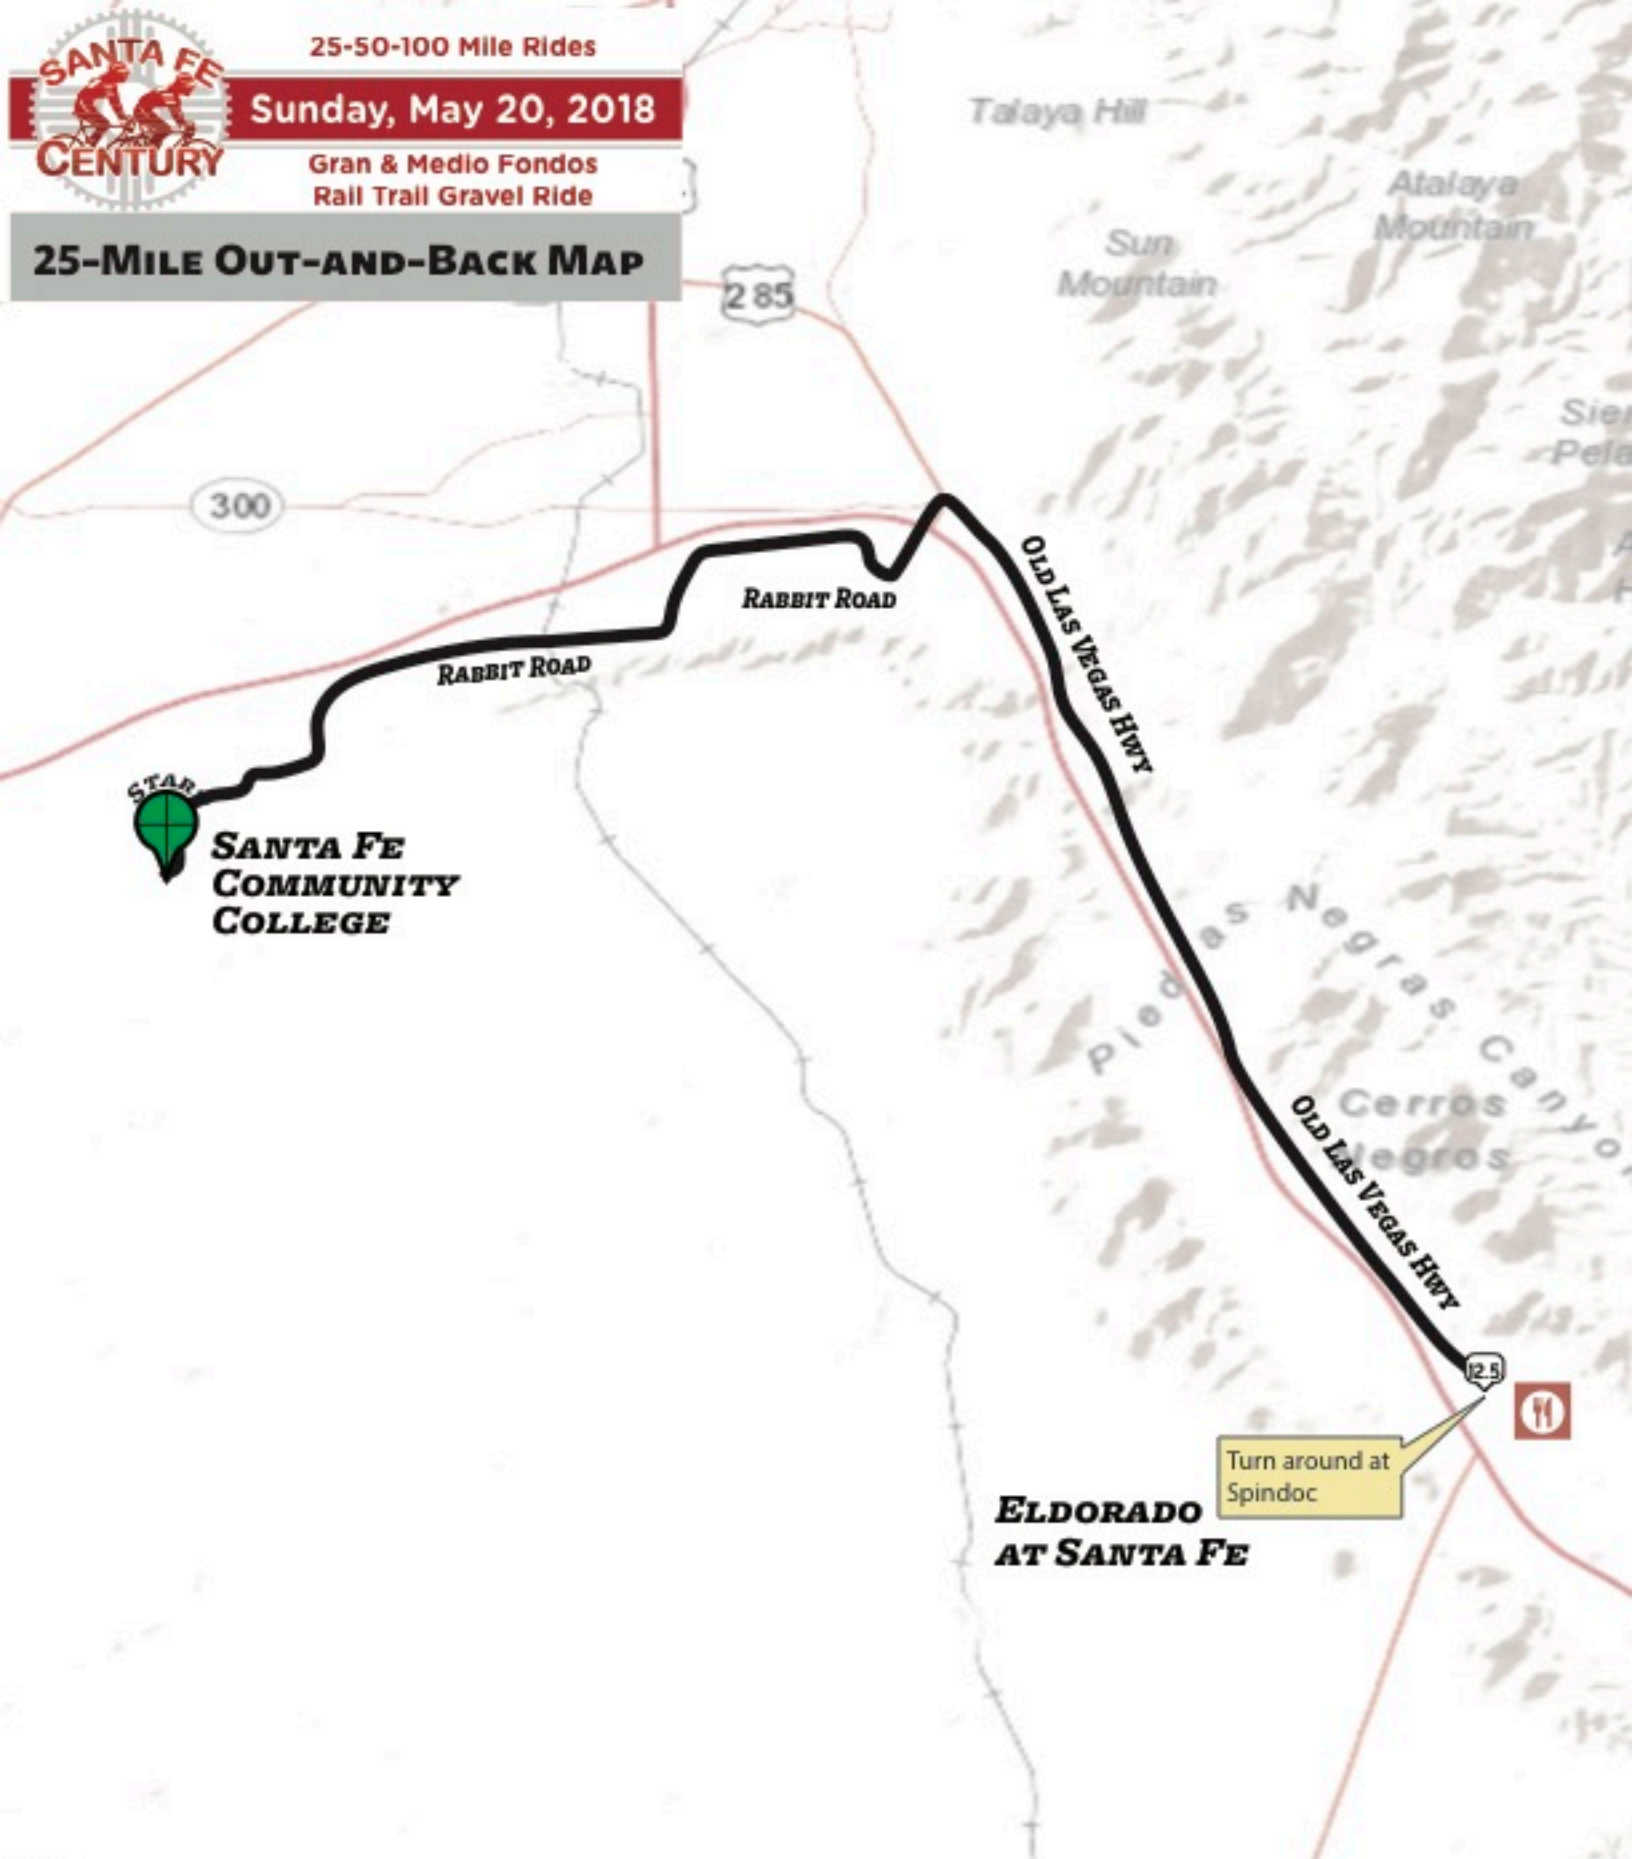 SANTA FE
CENTURY
25-50-100 Mile Rides
Sunday, May 20, 2018
Gran & Medio Fondos
Rail Trail Gravel Ride
25-Mile Out-and-Back Map
Talaya Hill
Atalaya
Mountain
Sun
Mountain
285
300
Rabbit Road
Rabbit Road
Old Las Vegas Hwy
STAR
Santa Fe
Community
College
Piedras Negras Canyon
Old Las Vegas Hwy
Cerros
Negros
12.5
Turn around at
Spindoc
Eldorado
at Santa Fe